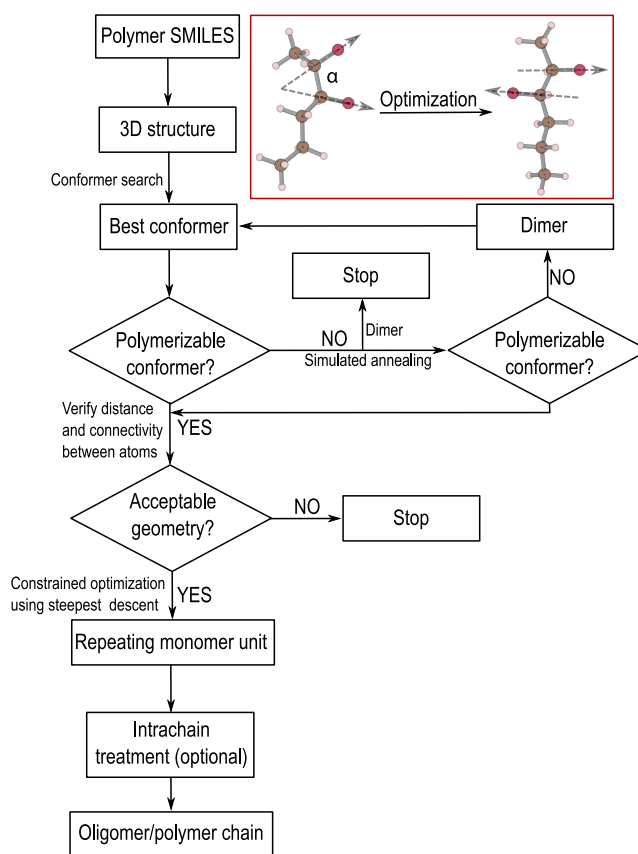 Polymer SMILES
α
Optimization
3D structure
Conformer search
Best conformer
Dimer
Stop
NO
Polymerizable
conformer?
NO
Dimer
Simulated annealing
Polymerizable
conformer?
Verify distance
and connectivity
between atoms
YES
Acceptable
geometry?
NO
Stop
Constrained optimization
using steepest descent
YES
Repeating monomer unit
Intrachain
treatment (optional)
Oligomer/polymer chain